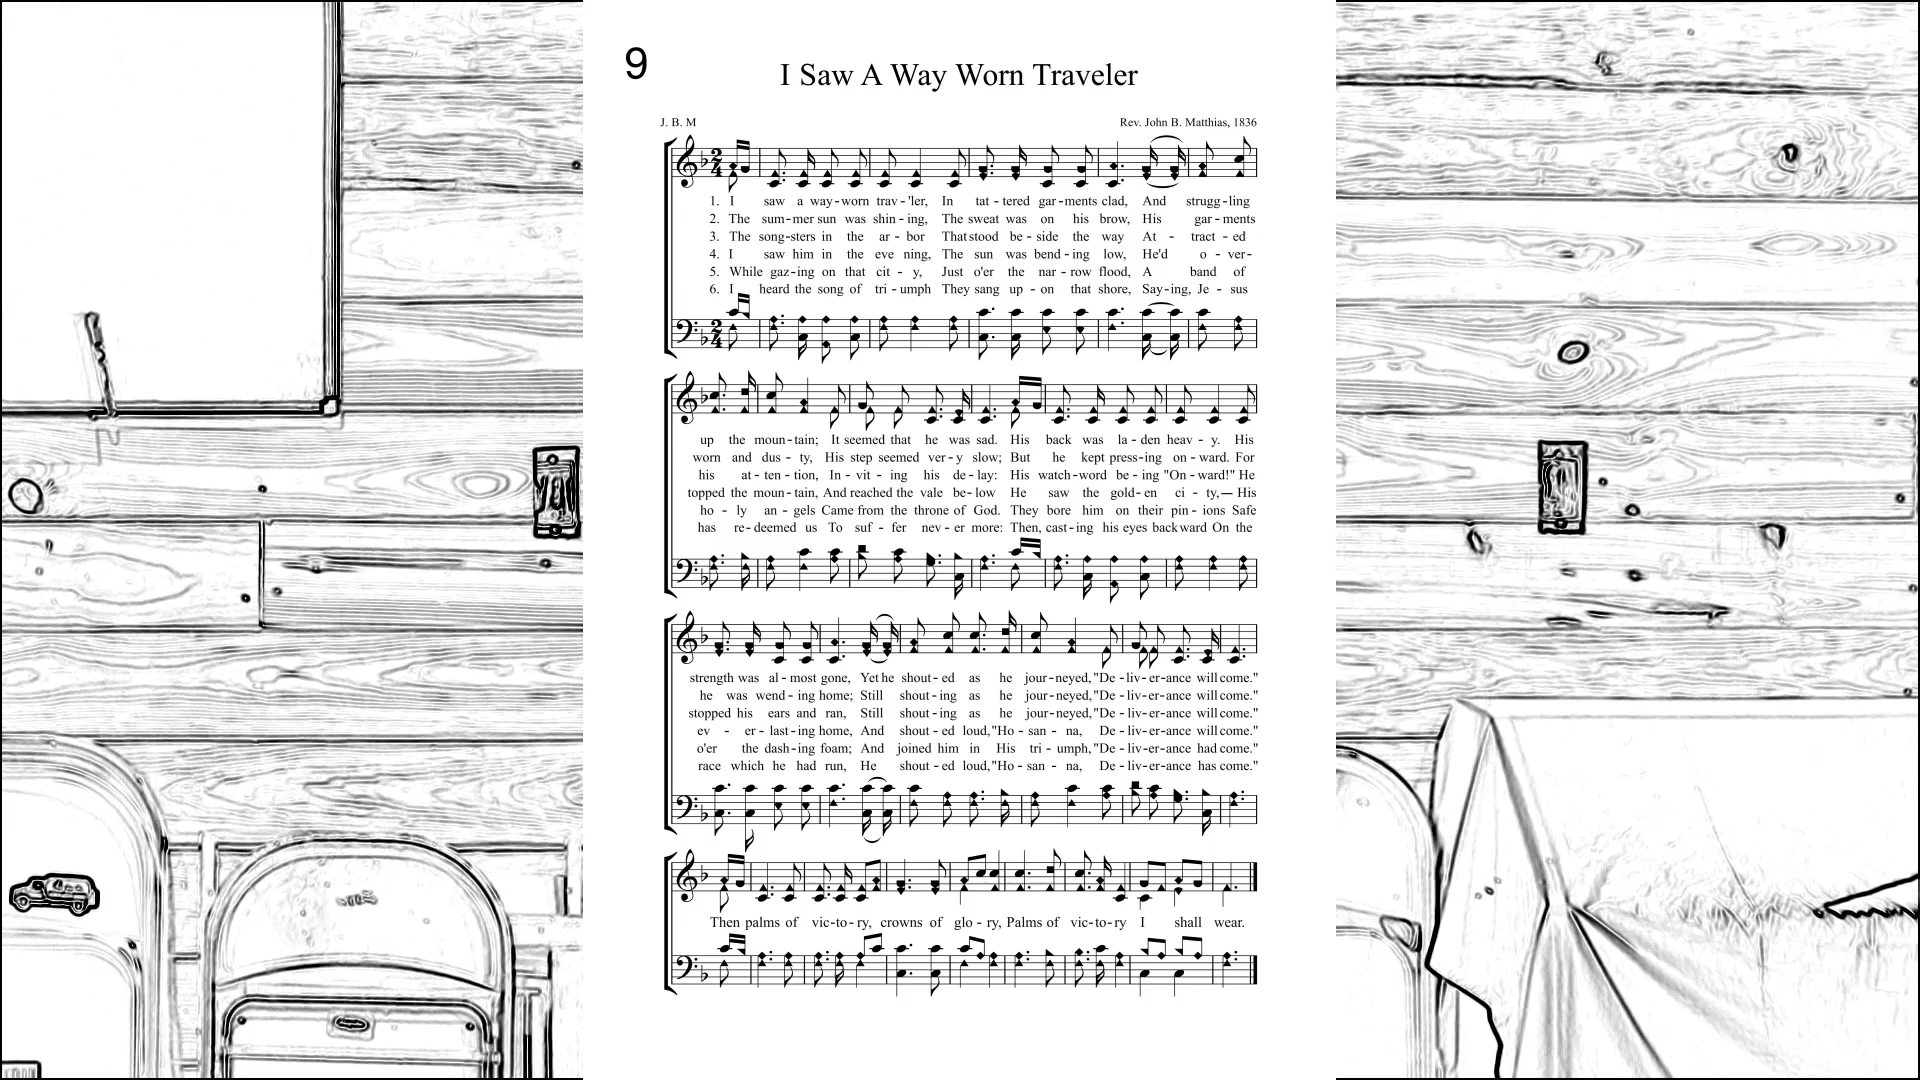 9
I Saw A Way Worn Traveler
J. B. M
Rev. John B. Matthias, 1836
1. I saw a way-worn trav-'ler, In tat-tered gar-ments clad, And strugg-ling
2. The sum-mer sun was shin-ing, The sweat was on his brow, His gar-ments
3. The song-sters in the ar-bor That stood be-side the way At-tract-ed
4. I saw him in the eve ning, The sun was bend-ing low, He'd o-ver-
5. While gaz-ing on that cit-y, Just o'er the nar-row flood, A band of
6. I heard the song of tri-umph They sang up-on that shore, Say-ing, Je-sus
up the moun-tain; It seemed that he was sad. His back was la-den heav-y. His
worn and dus-ty, His step seemed ver-y slow; But he kept press-ing on-ward. For
his at-ten-tion, In-vit-ing his de-lay: His watch-word be-ing "On-ward!" He
topped the moun-tain, And reached the vale be-low He saw the gold-en ci-ty,— His
ho-ly an-gels Came from the throne of God. They bore him on their pin-ions Safe
has re-deemed us To suf-fer nev-er more: Then, cast-ing his eyes backward On the
strength was al-most gone, Yet he shout-ed as he jour-neyed, "De-liv-er-ance will come."
he was wend-ing home; Still shout-ing as he jour-neyed, "De-liv-er-ance will come."
stopped his ears and ran, Still shout-ing as he jour-neyed, "De-liv-er-ance will come."
ev-er-last-ing home, And shout-ed loud, "Ho-san-na, De-liv-er-ance will come."
o'er the dash-ing foam; And joined him in His tri-umph, "De-liv-er-ance had come."
race which he had run, He shout-ed loud, "Ho-san-na, De-liv-er-ance has come."
Then palms of vic-to-ry, crowns of glo-ry, Palms of vic-to-ry I shall wear.